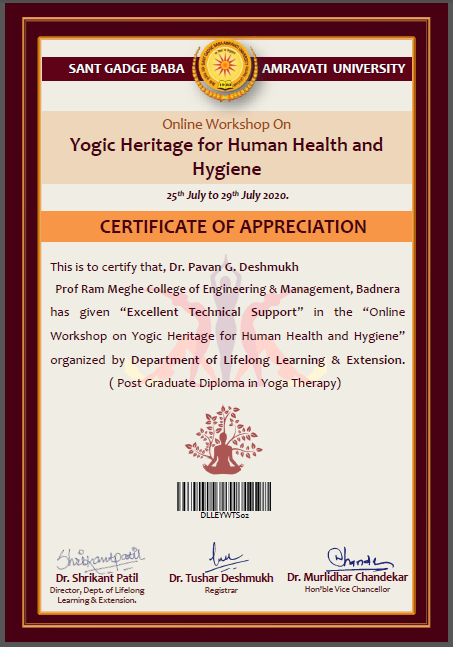 SANT GADGE BABA AMRAVATI UNIVERSITY
Online Workshop On
Yogic Heritage for Human Health and
Hygiene
25th July to 29th July 2020.
CERTIFICATE OF APPRECIATION
This is to certify that, Dr. Pavan G. Deshmukh
Prof Ram Meghe College of Engineering & Management, Badnera
has given “Excellent Technical Support” in the “Online
Workshop on Yogic Heritage for Human Health and Hygiene”
organized by Department of Lifelong Learning & Extension.
( Post Graduate Diploma in Yoga Therapy)
DLLEYWTS02
Shrikantpatil
Dr. Shrikant Patil
Director, Dept. of Lifelong
Learning & Extension.
Dr. Tushar Deshmukh
Registrar
Dr. Murlidhar Chandekar
Hon'ble Vice Chancellor